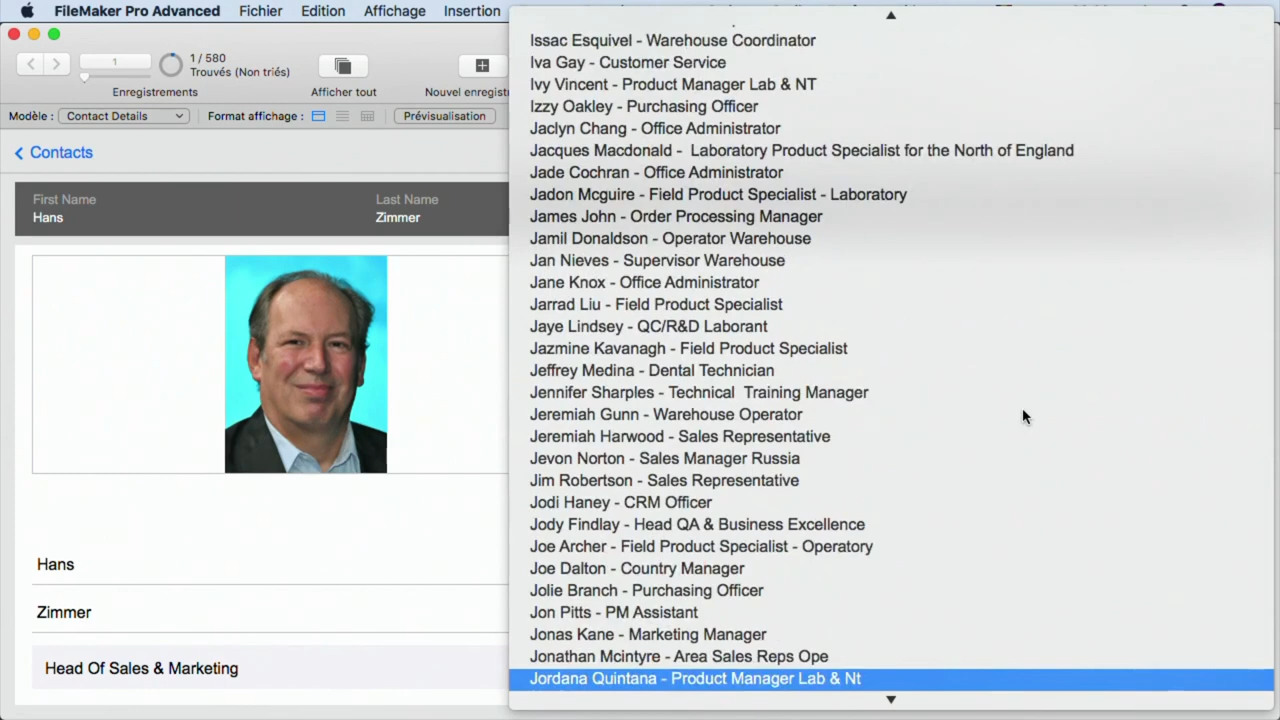 FileMaker Pro Advanced Fichier Edition Affichage Insertion
1 1 / 580
Trouvés (Non triés)
Enregistrements Afficher tout Nouvel enregistr
Modèle : Contact Details Format affichage : Prévisualisation
Contacts
First Name Last Name
Hans Zimmer
Hans
Zimmer
Head Of Sales & Marketing
Issac Esquivel - Warehouse Coordinator
Iva Gay - Customer Service
Ivy Vincent - Product Manager Lab & NT
Izzy Oakley - Purchasing Officer
Jaclyn Chang - Office Administrator
Jacques Macdonald -  Laboratory Product Specialist for the North of England
Jade Cochran - Office Administrator
Jadon Mcguire - Field Product Specialist - Laboratory
James John - Order Processing Manager
Jamil Donaldson - Operator Warehouse
Jan Nieves - Supervisor Warehouse
Jane Knox - Office Administrator
Jarrad Liu - Field Product Specialist
Jaye Lindsey - QC/R&D Laborant
Jazmine Kavanagh - Field Product Specialist
Jeffrey Medina - Dental Technician
Jennifer Sharples - Technical  Training Manager
Jeremiah Gunn - Warehouse Operator
Jeremiah Harwood - Sales Representative
Jevon Norton - Sales Manager Russia
Jim Robertson - Sales Representative
Jodi Haney - CRM Officer
Jody Findlay - Head QA & Business Excellence
Joe Archer - Field Product Specialist - Operatory
Joe Dalton - Country Manager
Jolie Branch - Purchasing Officer
Jon Pitts - PM Assistant
Jonas Kane - Marketing Manager
Jonathan Mcintyre - Area Sales Reps Ope
Jordana Quintana - Product Manager Lab & Nt